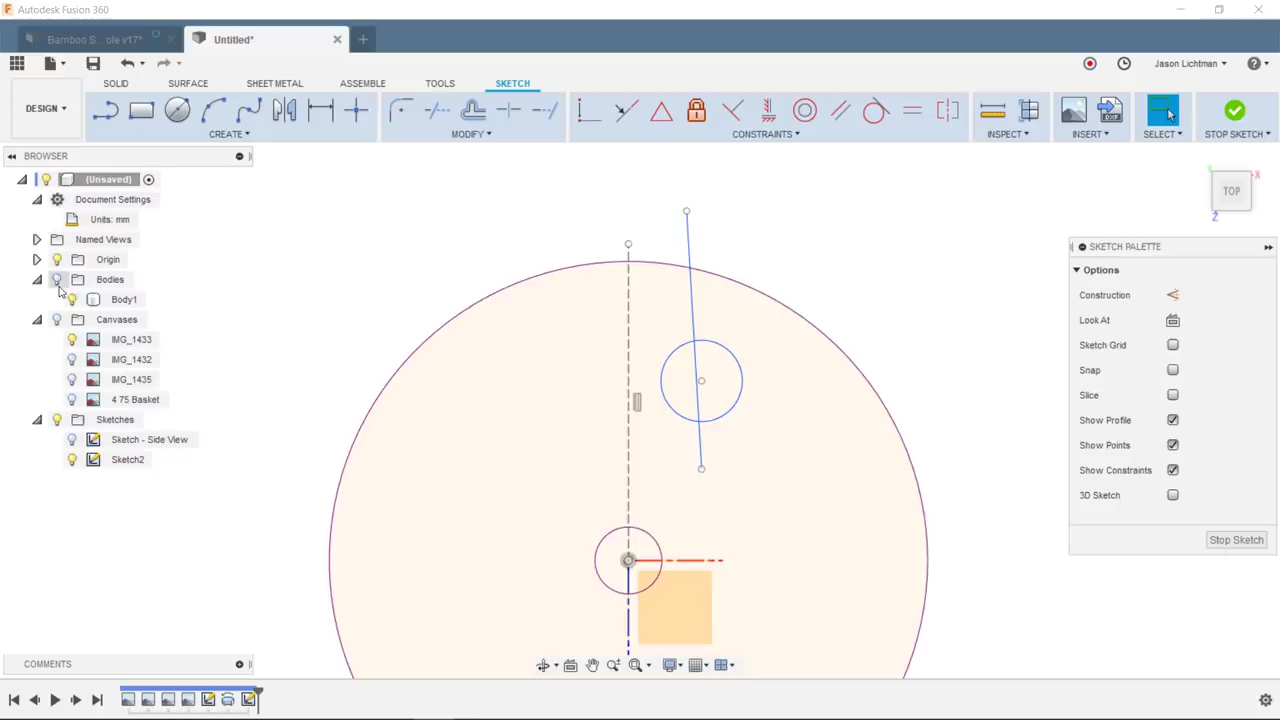 Autodesk Fusion 360
Bamboo S...ole v17*
Untitled*
Jason Lichtman
SOLID
SURFACE
SHEET METAL
ASSEMBLE
TOOLS
SKETCH
DESIGN
CREATE
MODIFY
CONSTRAINTS
INSPECT
INSERT
SELECT
STOP SKETCH
BROWSER
(Unsaved)
Document Settings
Units: mm
Named Views
Origin
Bodies
Body1
Canvases
IMG_1433
IMG_1432
IMG_1435
4 75 Basket
Sketches
Sketch - Side View
Sketch2
TOP
X
Y
Z
SKETCH PALETTE
Options
Construction
Look At
Sketch Grid
Snap
Slice
Show Profile
Show Points
Show Constraints
3D Sketch
Stop Sketch
COMMENTS